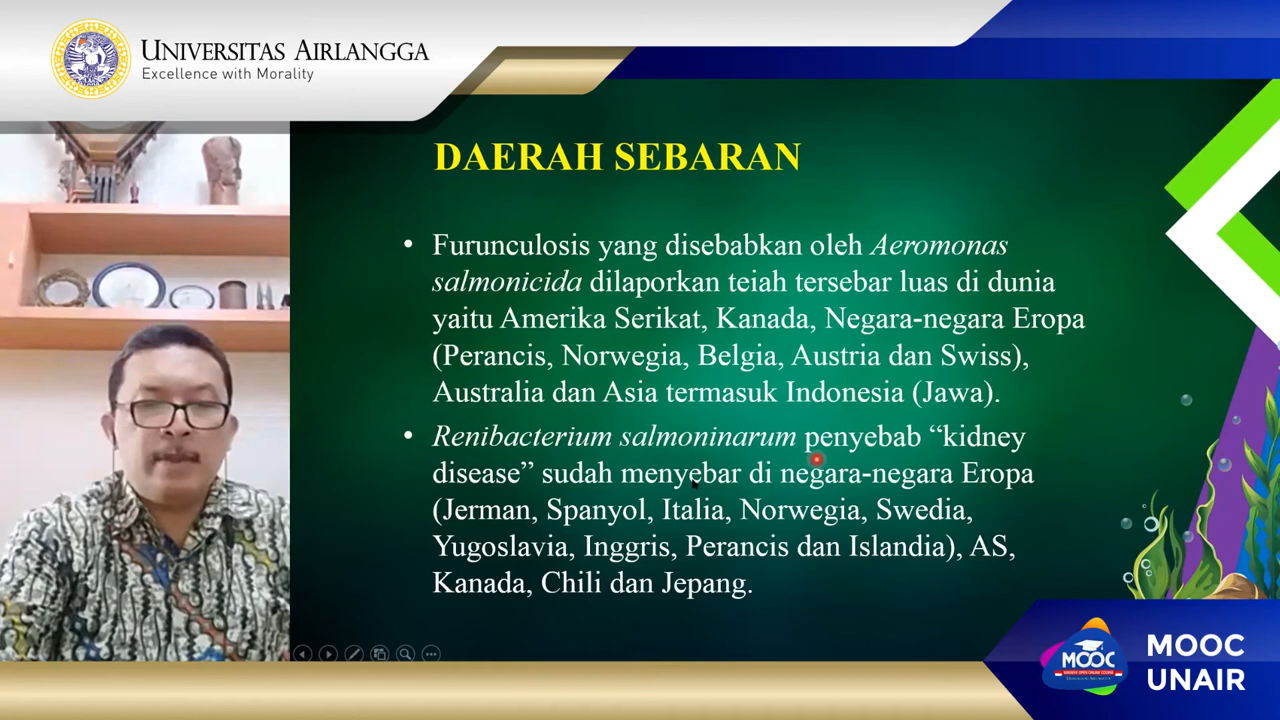 UNIVERSITAS AIRLANGGA
Excellence with Morality
DAERAH SEBARAN
• Furunculosis yang disebabkan oleh Aeromonas
salmonicida dilaporkan teiah tersebar luas di dunia
yaitu Amerika Serikat, Kanada, Negara-negara Eropa
(Perancis, Norwegia, Belgia, Austria dan Swiss),
Australia dan Asia termasuk Indonesia (Jawa).
• Renibacterium salmoninarum penyebab “kidney
disease” sudah menyebar di negara-negara Eropa
(Jerman, Spanyol, Italia, Norwegia, Swedia,
Yugoslavia, Inggris, Perancis dan Islandia), AS,
Kanada, Chili dan Jepang.
MOOC
MOOC
UNAIR